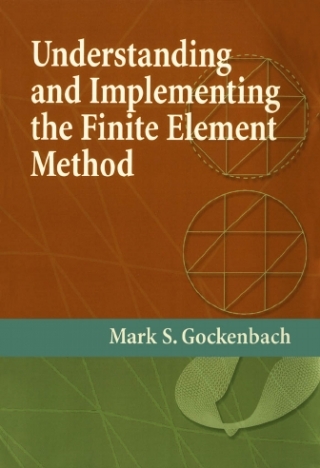 Understanding
and Implementing
the Finite Element
Method
Mark S. Gockenbach